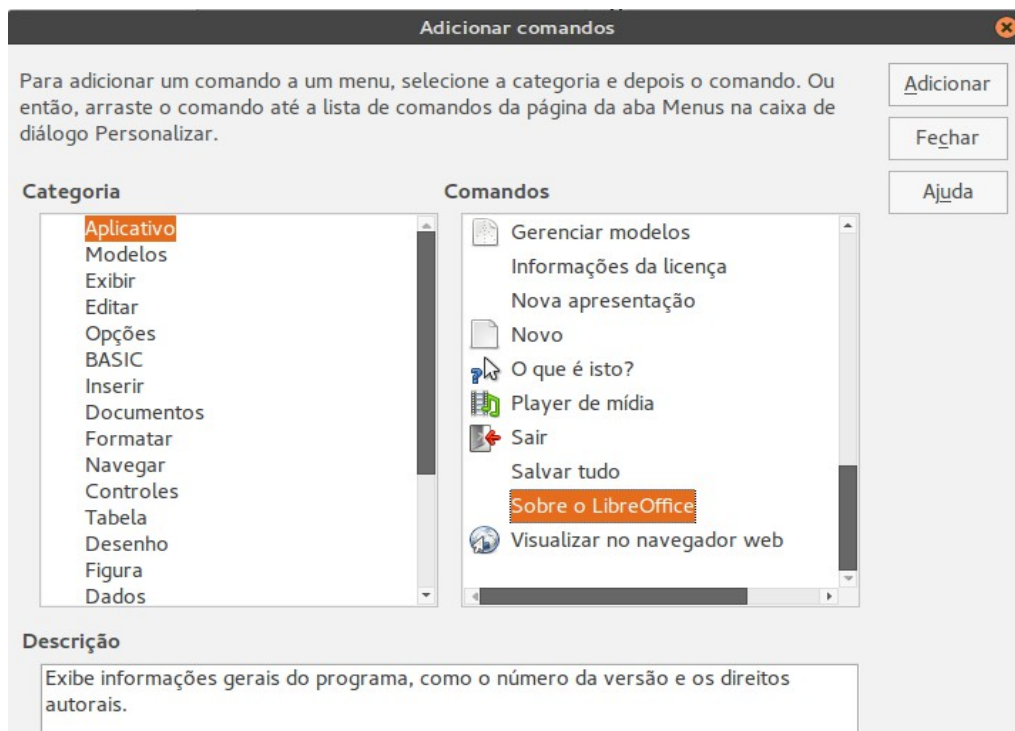 Adicionar comandos
Para adicionar um comando a um menu, selecione a categoria e depois o comando. Ou
então, arraste o comando até a lista de comandos da página da aba Menus na caixa de
diálogo Personalizar.
Adicionar
Fechar
Ajuda
Categoria
Aplicativo
Modelos
Exibir
Editar
Opções
BASIC
Inserir
Documentos
Formatar
Navegar
Controles
Tabela
Desenho
Figura
Dados
Comandos
Gerenciar modelos
Informações da licença
Nova apresentação
Novo
O que é isto?
Player de mídia
Sair
Salvar tudo
Sobre o LibreOffice
Visualizar no navegador web
Descrição
Exibe informações gerais do programa, como o número da versão e os direitos
autorais.